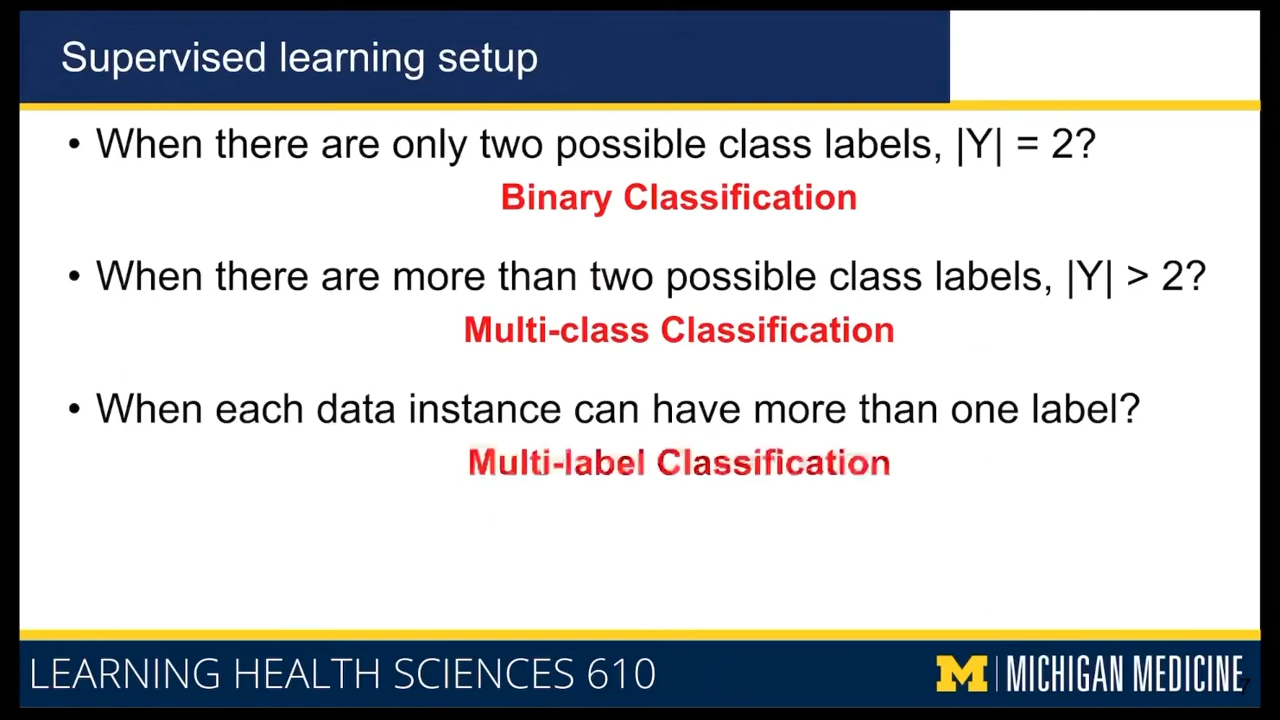 Supervised learning setup
• When there are only two possible class labels, |Y| = 2?
Binary Classification
• When there are more than two possible class labels, |Y| > 2?
Multi-class Classification
• When each data instance can have more than one label?
Multi-label Classification
LEARNING HEALTH SCIENCES 610
M | MICHIGAN MEDICINE
7